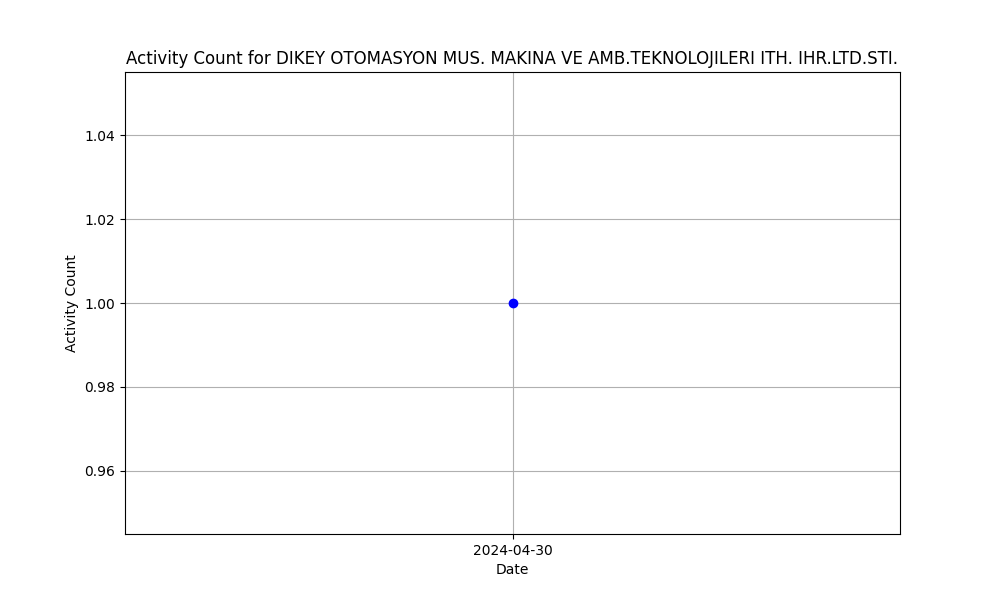 Activity Count for DIKEY OTOMASYON MUS. MAKINA VE AMB.TEKNOLOJILERI ITH. IHR.LTD.STI.
1.04
1.02
1.00
0.98
0.96
Activity Count
2024-04-30
Date